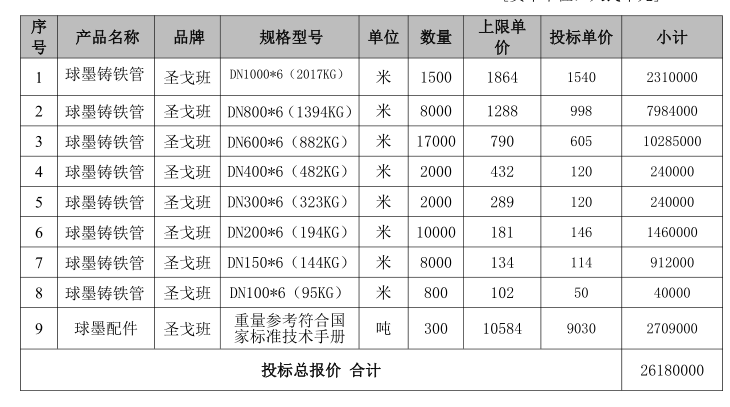 序号 产品名称 品牌 规格型号 单位 数量 上限单价 投标单价 小计
1 球墨铸铁管 圣戈班 DN1000*6（2017KG） 米 1500 1864 1540 2310000
2 球墨铸铁管 圣戈班 DN800*6（1394KG） 米 8000 1288 998 7984000
3 球墨铸铁管 圣戈班 DN600*6（882KG） 米 17000 790 605 10285000
4 球墨铸铁管 圣戈班 DN400*6（482KG） 米 2000 432 120 240000
5 球墨铸铁管 圣戈班 DN300*6（323KG） 米 2000 289 120 240000
6 球墨铸铁管 圣戈班 DN200*6（194KG） 米 10000 181 146 1460000
7 球墨铸铁管 圣戈班 DN150*6（144KG） 米 8000 134 114 912000
8 球墨铸铁管 圣戈班 DN100*6（95KG） 米 800 102 50 40000
9 球墨配件 圣戈班 重量参考符合国家标准技术手册 吨 300 10584 9030 2709000
投标总报价 合计 26180000